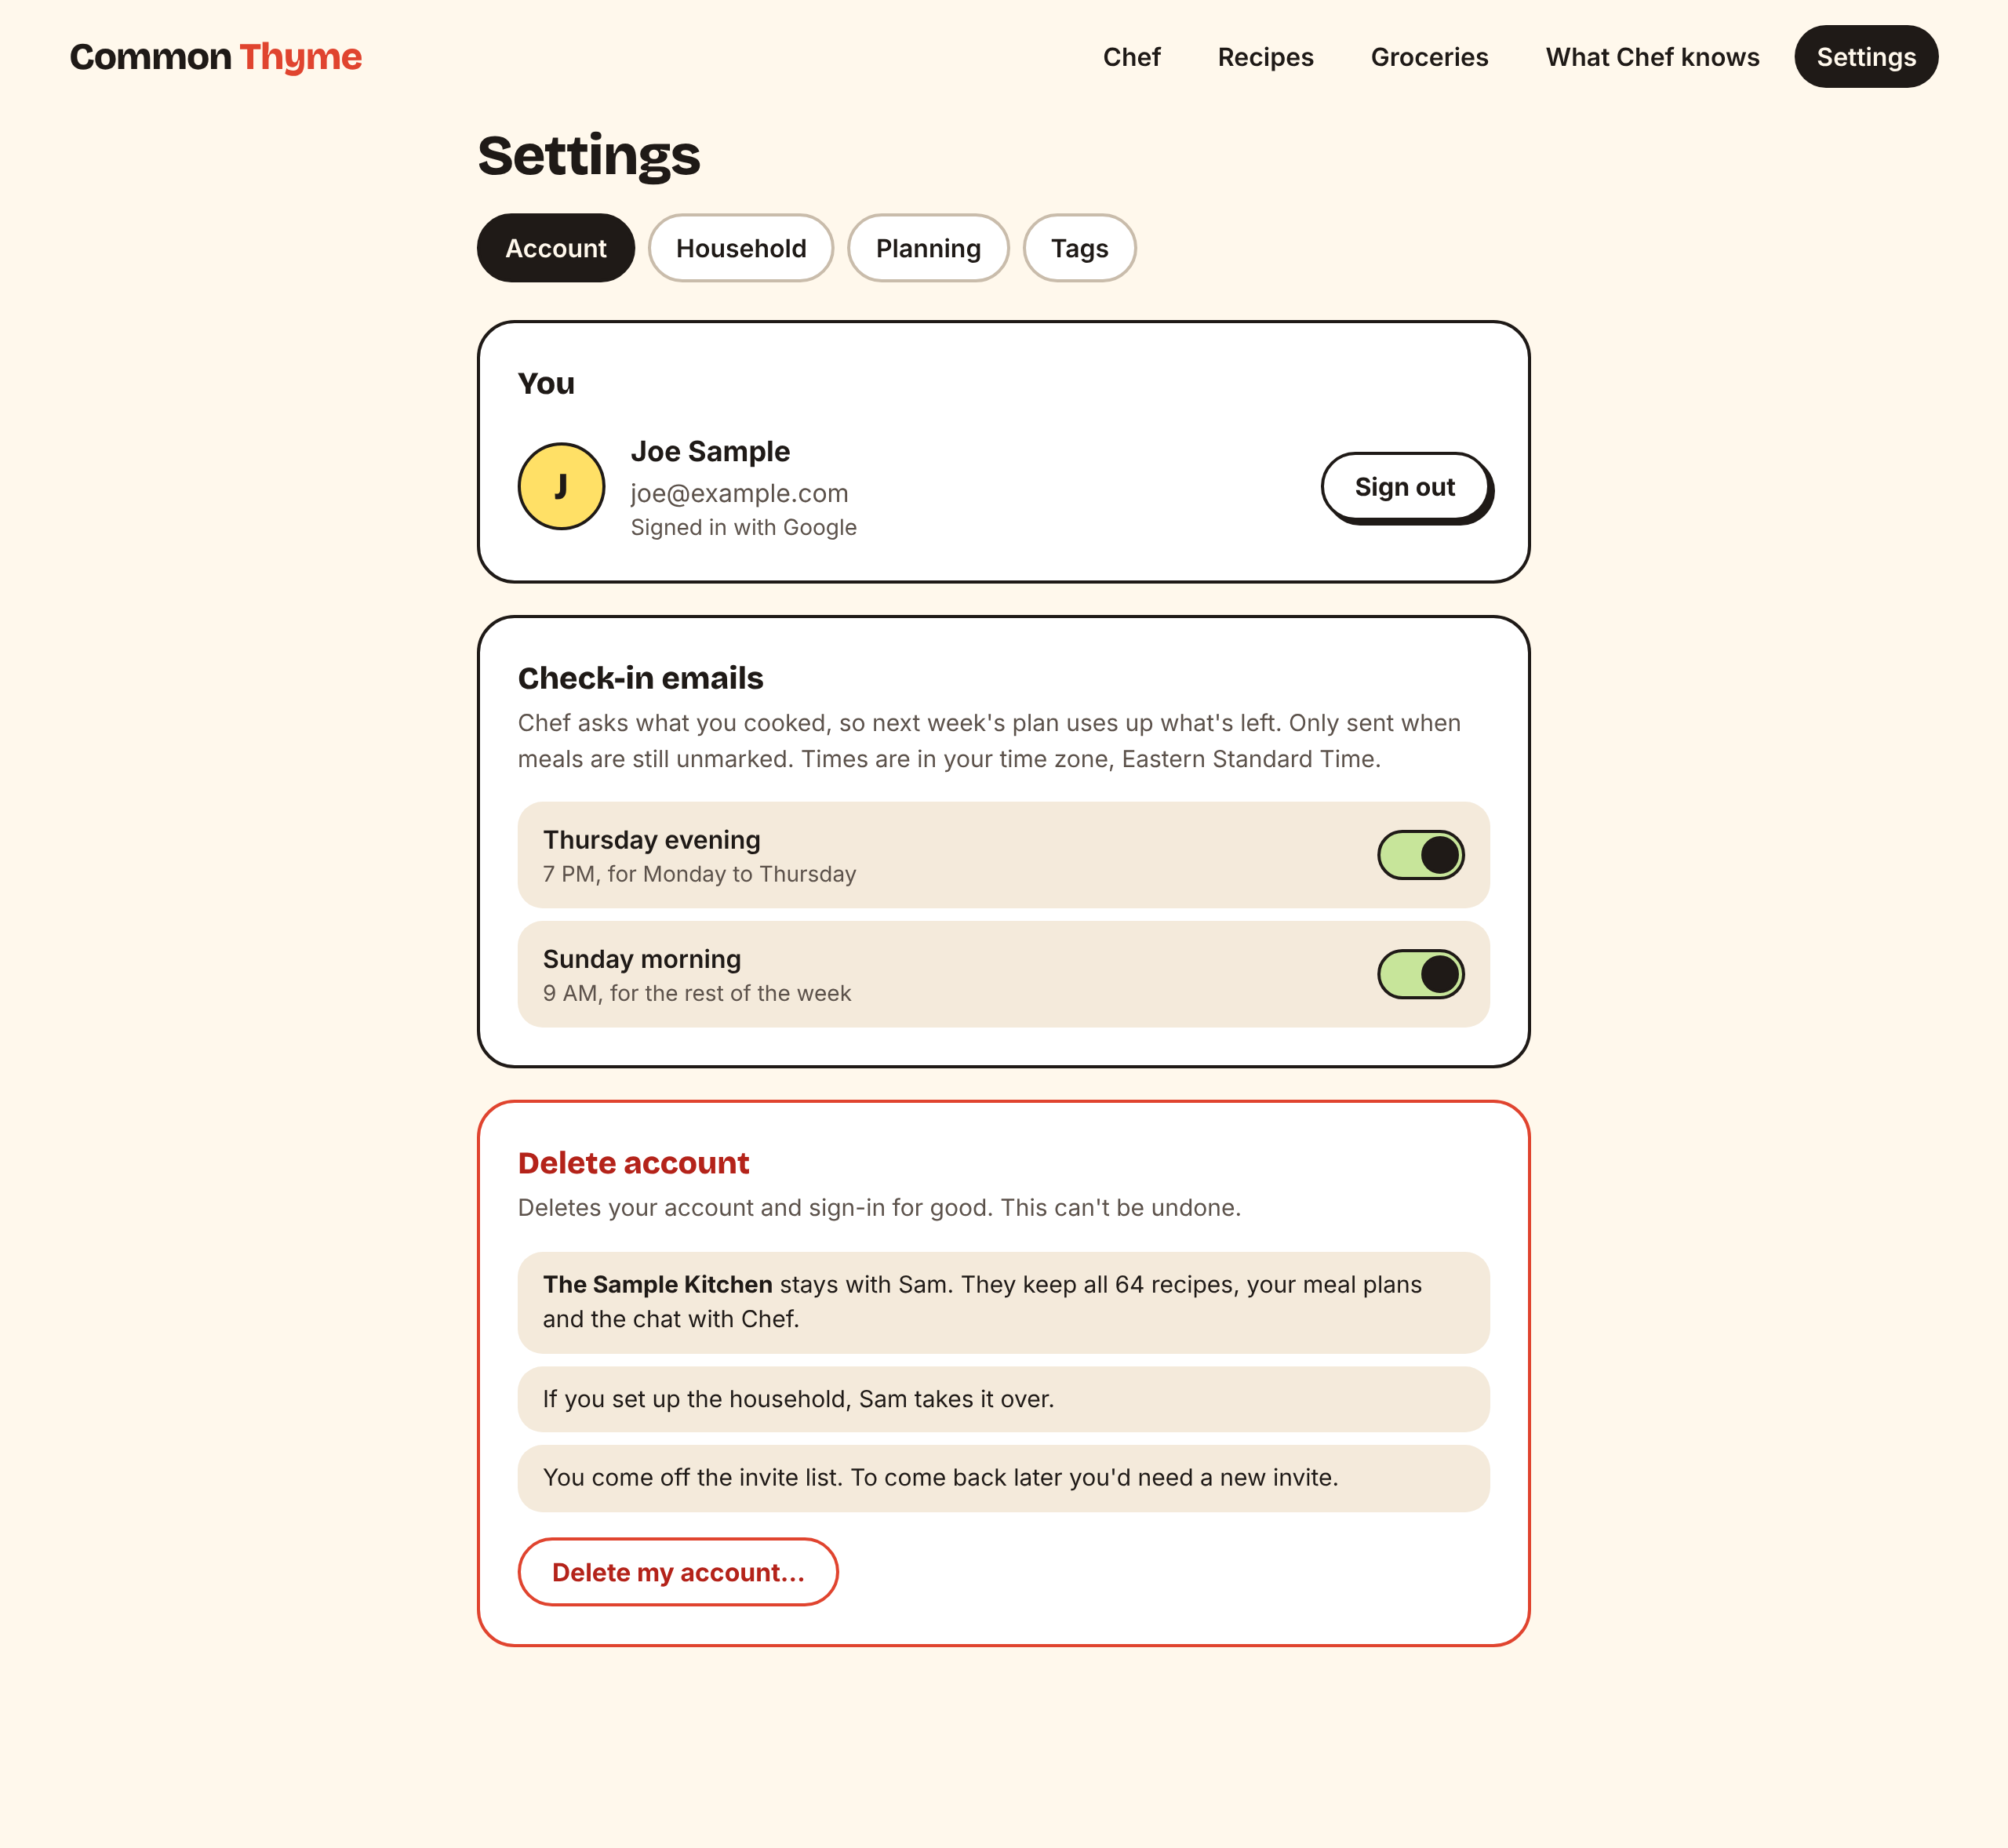 Common Thyme
Chef
Recipes
Groceries
What Chef knows
Settings
Settings
Account
Household
Planning
Tags
You
J
Joe Sample
joe@example.com
Signed in with Google
Sign out
Check-in emails
Chef asks what you cooked, so next week's plan uses up what's left. Only sent when
meals are still unmarked. Times are in your time zone, Eastern Standard Time.
Thursday evening
7 PM, for Monday to Thursday
Sunday morning
9 AM, for the rest of the week
Delete account
Deletes your account and sign-in for good. This can't be undone.
The Sample Kitchen stays with Sam. They keep all 64 recipes, your meal plans
and the chat with Chef.
If you set up the household, Sam takes it over.
You come off the invite list. To come back later you'd need a new invite.
Delete my account...